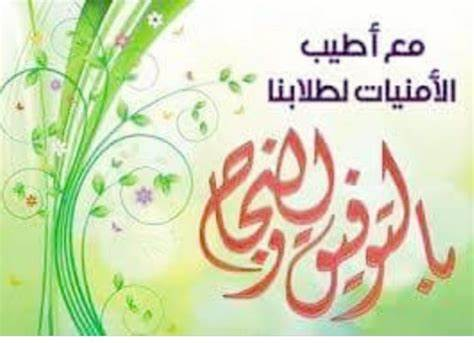 مع أطيب
الأمنيات لطلابنا
بالتوفيق والنجاح